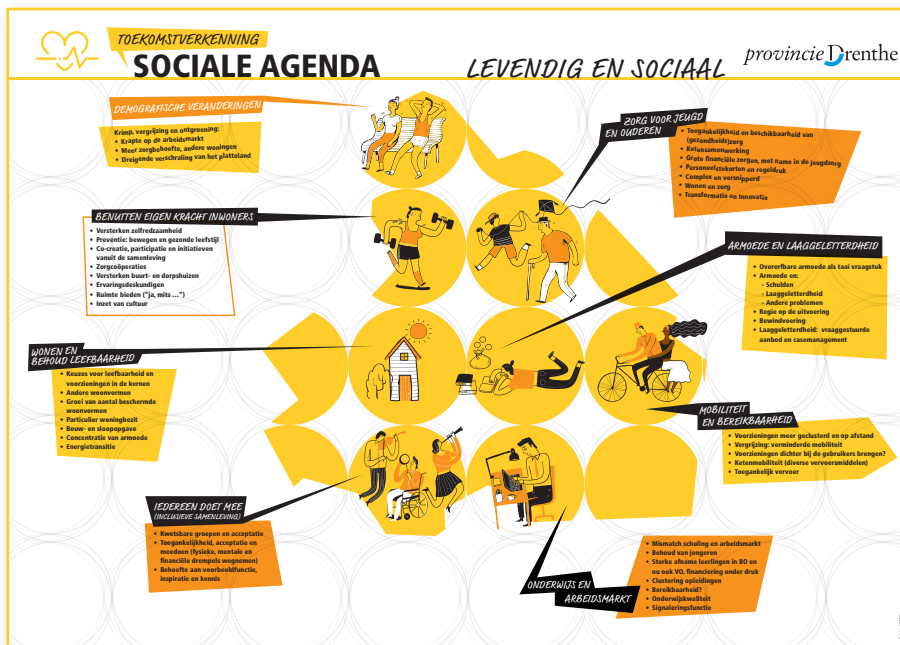 TOEKOMSTVERKENNING
SOCIALE AGENDA
LEVENDIG EN SOCIAAL
provincie Drenthe
DEMOGRAFISCHE VERANDERINGEN
Krimp, vergrijzing en ontgroening:
• Krapte op de arbeidsmarkt
• Meer zorgbehoefte, andere woningen
• Dreigende verschraling van het platteland
ZORG VOOR JEUGD
EN OUDEREN
• Toegankelijkheid en beschikbaarheid van
(gezondheids)zorg
• Ketensamenwerking
• Grote financiële zorgen, met name in de jeugdzorg
• Personeelstekorten en regeldruk
• Complex en versnipperd
• Wonen en zorg
• Transformatie en innovatie
BENUTTEN EIGEN KRACHT INWONERS
• Versterken zelfredzaamheid
• Preventie: bewegen en gezonde leefstijl
• Co-creatie, participatie en initiatieven
vanuit de samenleving
• Zorgcoöperaties
• Versterken buurt- en dorpshuizen
• Ervaringsdeskundigen
• Ruimte bieden ("ja, mits ...")
• Inzet van cultuur
ARMOEDE EN LAAGGELETTERDHEID
• Overerfbare armoede als taai vraagstuk
• Armoede en:
- Schulden
- Laaggeletterdheid
- Andere problemen
• Regie op de uitvoering
• Bewindvoering
• Laaggeletterdheid: vraaggestuurde
aanbod en casemanagement
WONEN EN
BEHOUD LEEFBAARHEID
• Keuzes voor leefbaarheid en
voorzieningen in de kernen
• Andere woonvormen
• Groei van aantal beschermde
woonvormen
• Particulier woningbezit
• Bouw- en sloopopgave
• Concentratie van armoede
• Energietransitie
MOBILITEIT
EN BEREIKBAARHEID
• Voorzieningen meer geclusterd en op afstand
• Vergrijzing: verminderde mobiliteit
• Voorzieningen dichter bij de gebruikers brengen?
• Ketenmobiliteit (diverse vervoersmiddelen)
• Toegankelijk vervoer
IEDEREEN DOET MEE
(INCLUSIEVE SAMENLEVING)
• Kwetsbare groepen en acceptatie
• Toegankelijkheid, acceptatie en
meedoen (fysieke, mentale en
financiële drempels wegnemen)
• Behoefte aan voorbeeldfunctie,
inspiratie en kennis
ONDERWIJS EN
ARBEIDSMARKT
• Mismatch scholing en arbeidsmarkt
• Behoud van jongeren
• Sterke afname leerlingen in BO en
nu ook VO, financiering onder druk
• Clustering opleidingen
• Bereikbaarheid?
• Onderwijskwaliteit
• Signaleringsfunctie